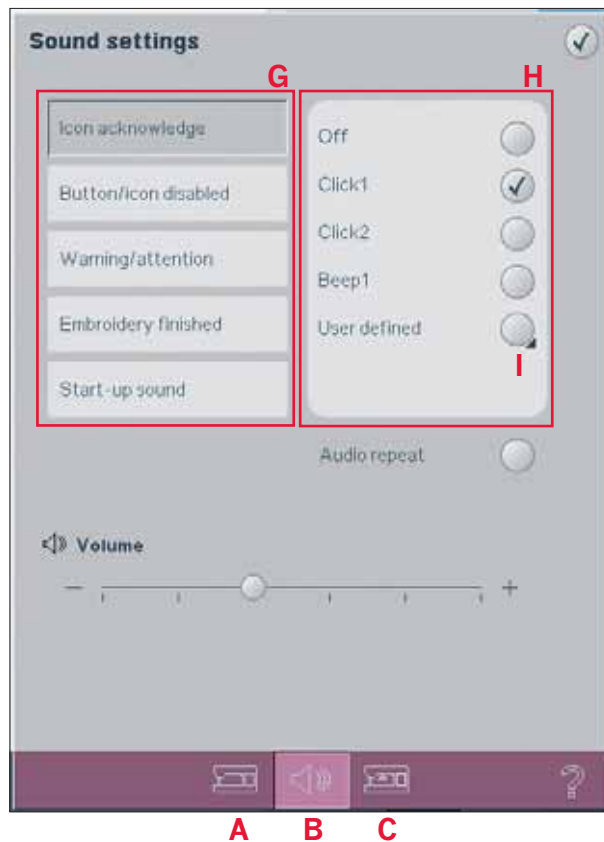 Sound settings
G
H
Icon acknowledge
Button/icon disabled
Warning/attention
Embroidery finished
Start-up sound
Off
Click1
Click2
Beep1
User defined
I
Audio repeat
Volume
− +
?
A B C